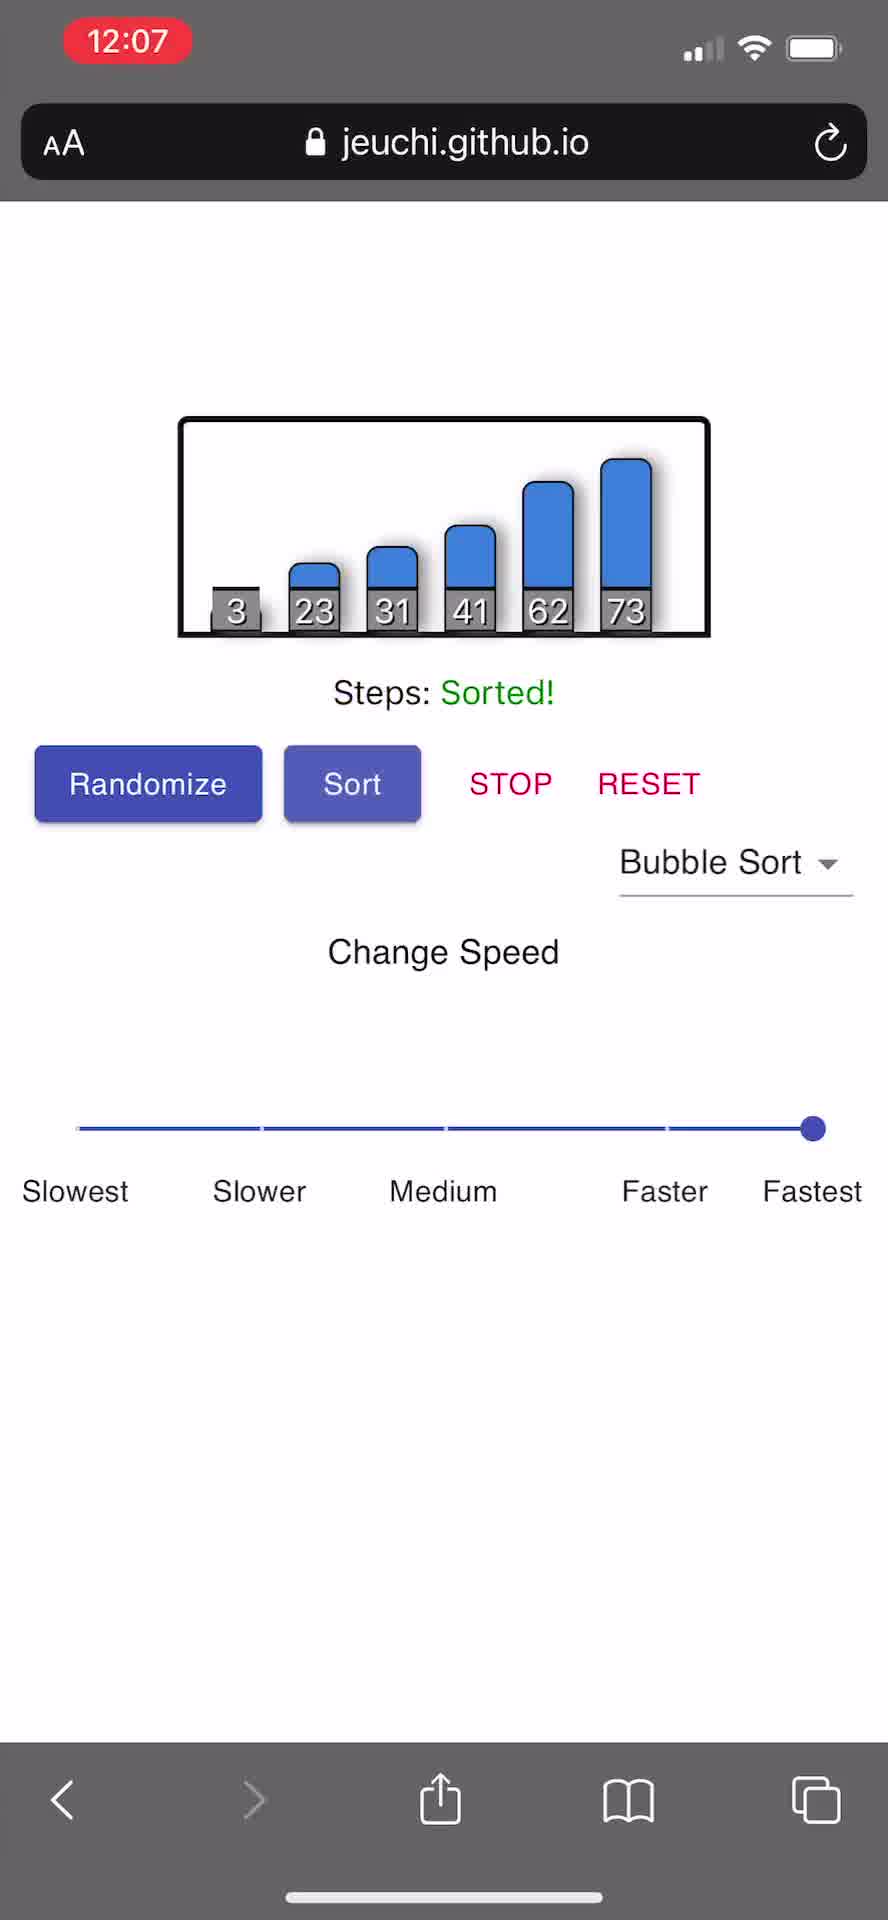 12:07
AA jeuchi.github.io
3 23 31 41 62 73
Steps: Sorted!
Randomize Sort STOP RESET
Bubble Sort
Change Speed
Slowest Slower Medium Faster Fastest